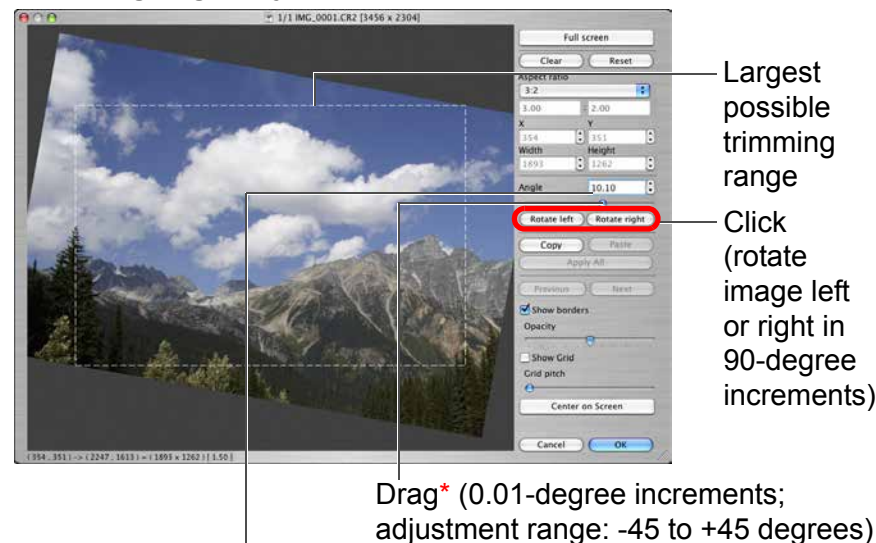 1/1 IMG_0001.CR2 [3456 x 2304]
Full screen
Clear Reset
Aspect ratio
3:2
3.00 : 2.00
X Y
354 351
Width Height
1893 1262
Angle 10.10
Rotate left Rotate right
Copy Paste
Apply All
Previous Next
Show borders
Opacity
Show Grid
Grid pitch
Center on Screen
Cancel OK
( 354 , 351 ) -> ( 2247 , 1613 ) = ( 1893 x 1262 ) [ 1.50 ]
Largest
possible
trimming
range
Click
(rotate
image left
or right in
90-degree
increments)
Drag* (0.01-degree increments;
adjustment range: -45 to +45 degrees)